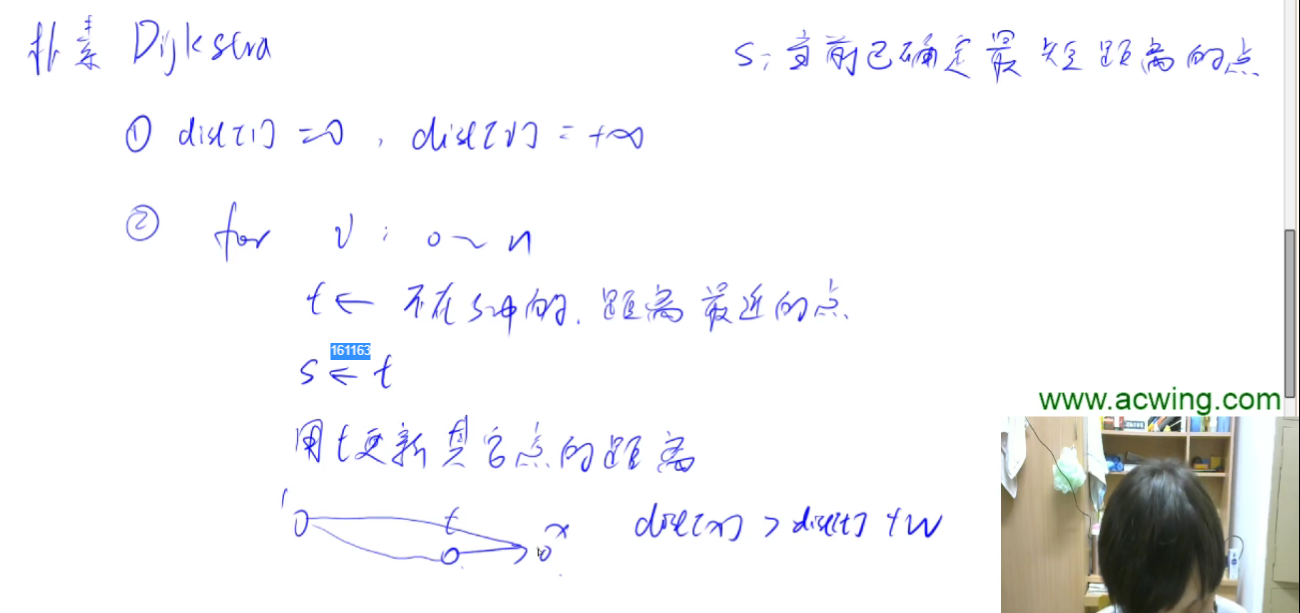 朴素 Dijkstra
S: 当前已确定最短距离的点
① dist[1] = 0, dist[v] = +∞
② for v: 0 ~ n
t ← 不在S中的.距离最近的点.
161163
s ← t
用t更新其它点的距离
www.acwing.com
1 t x
dist[x] > dist[t] + w